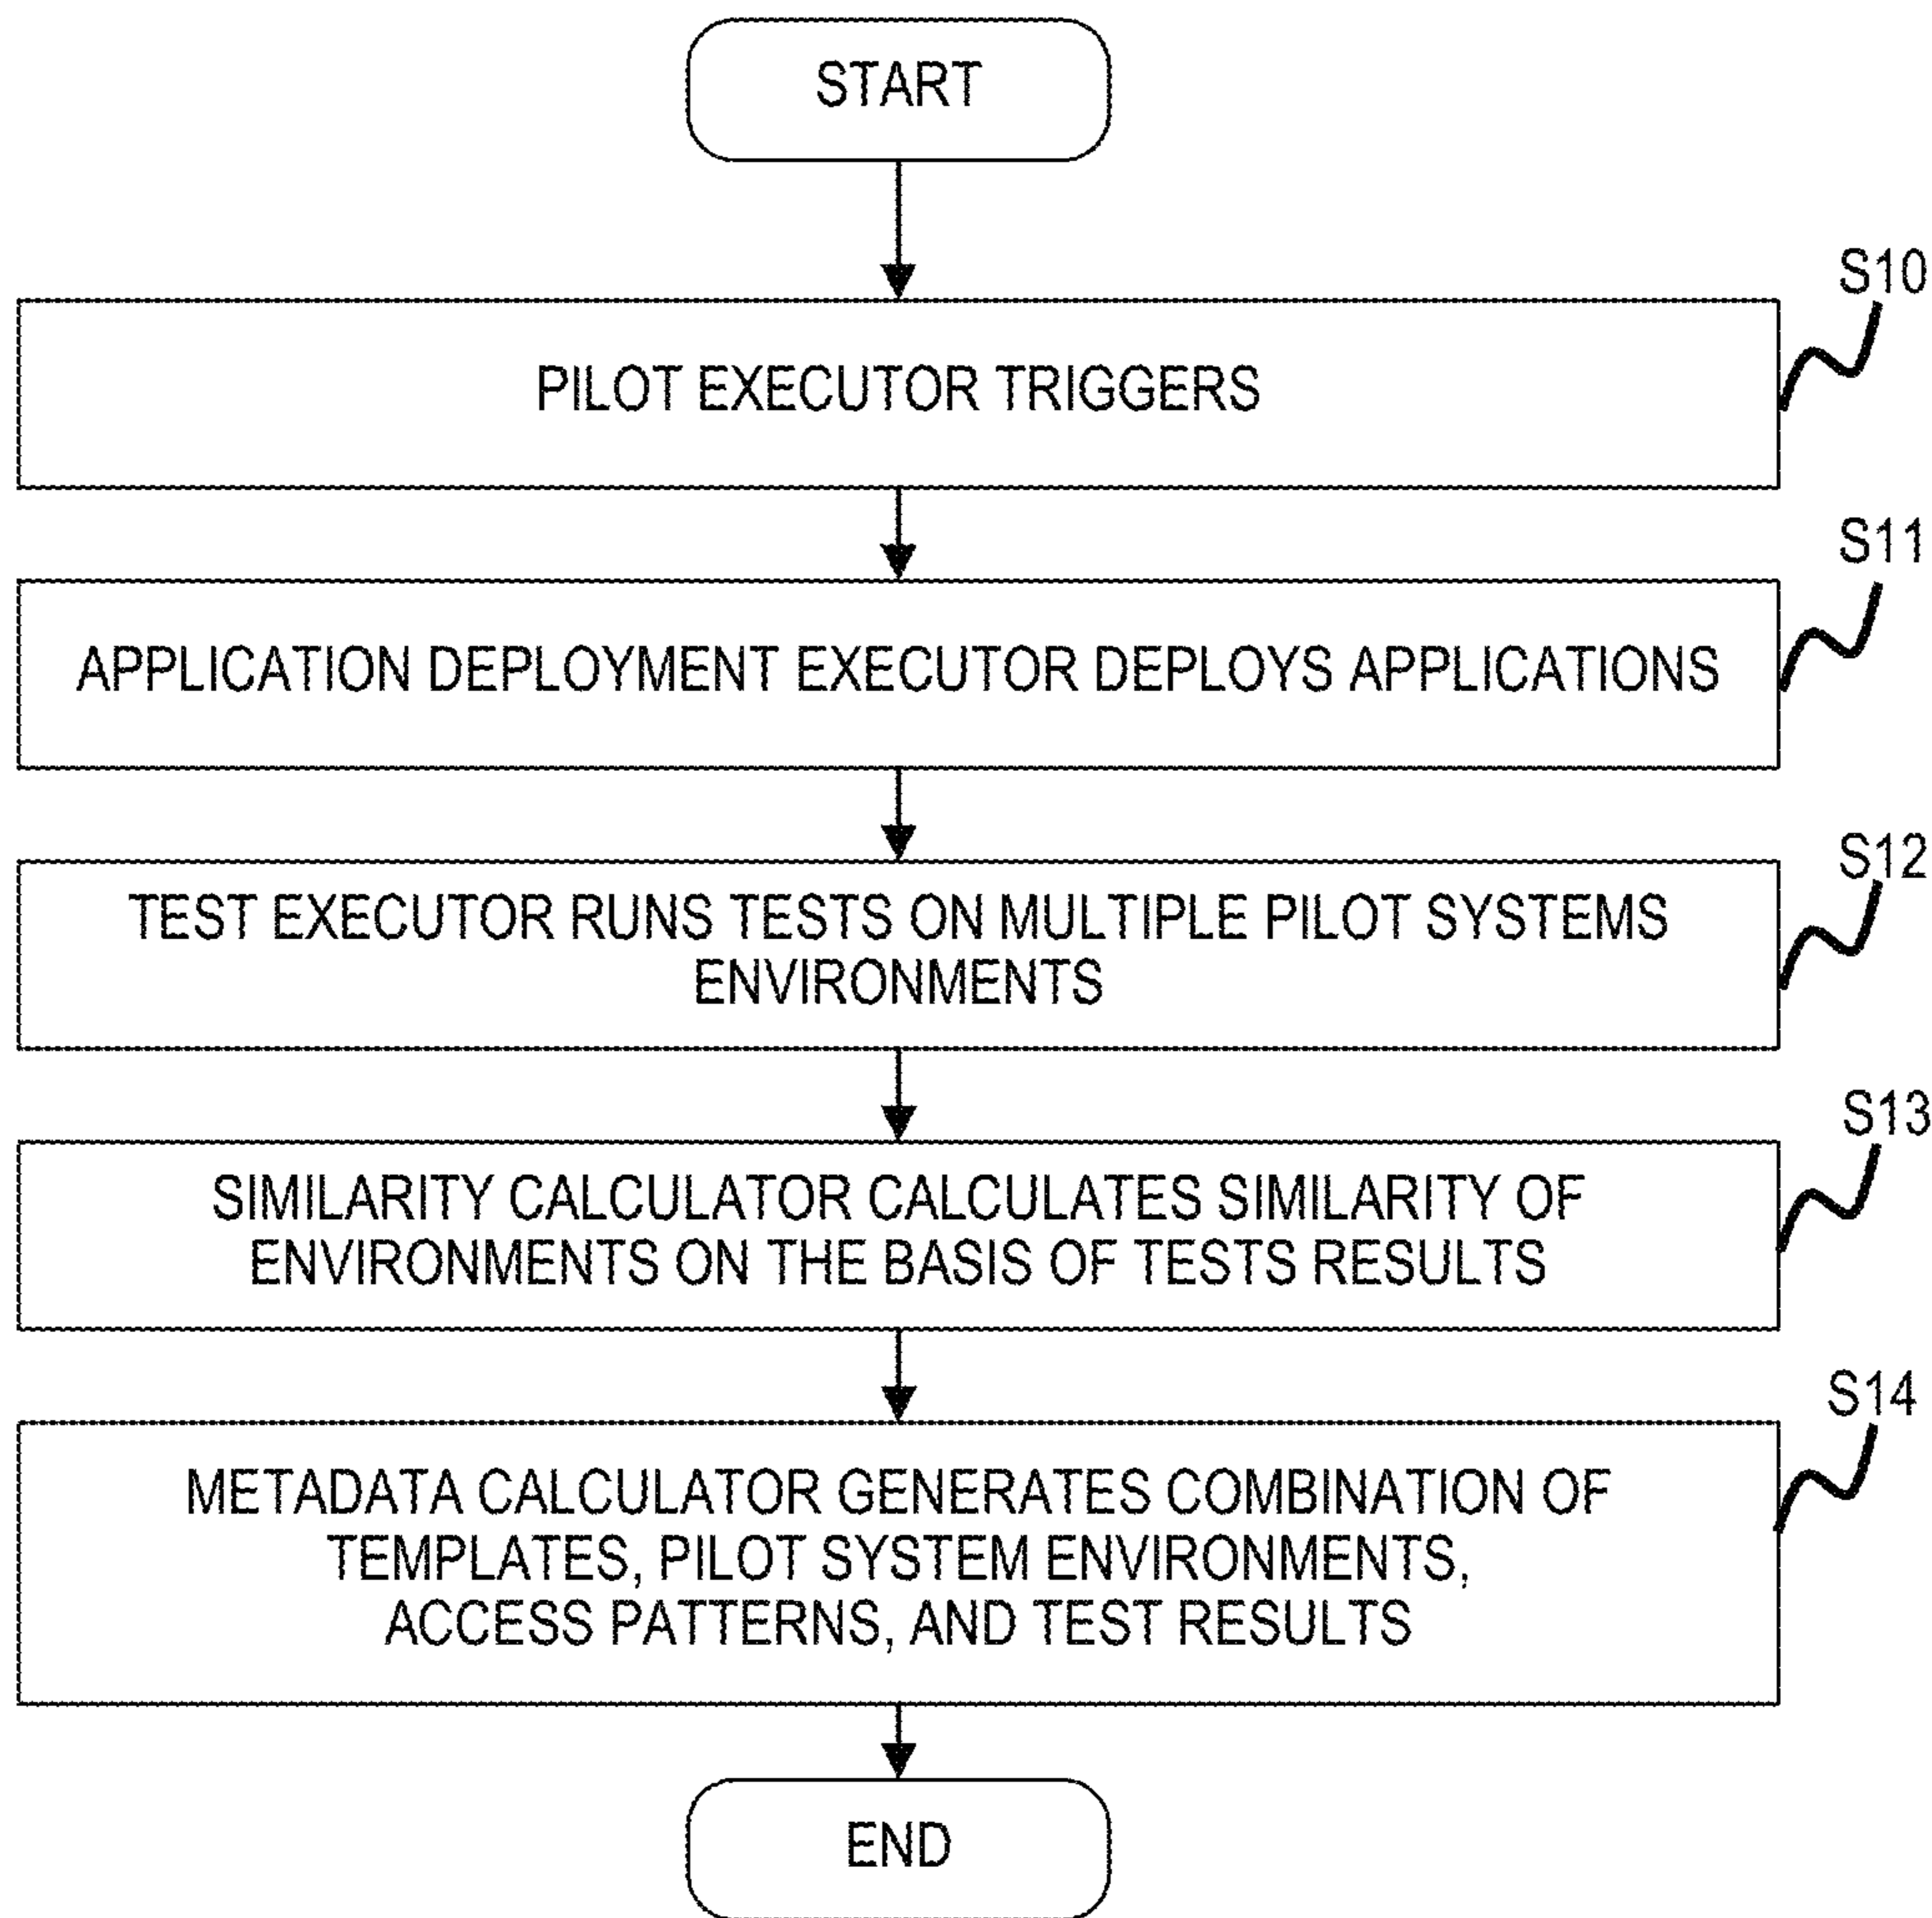 START
S10
PILOT EXECUTOR TRIGGERS
S11
APPLICATION DEPLOYMENT EXECUTOR DEPLOYS APPLICATIONS
S12
TEST EXECUTOR RUNS TESTS ON MULTIPLE PILOT SYSTEMS
ENVIRONMENTS
S13
SIMILARITY CALCULATOR CALCULATES SIMILARITY OF
ENVIRONMENTS ON THE BASIS OF TESTS RESULTS
S14
METADATA CALCULATOR GENERATES COMBINATION OF
TEMPLATES, PILOT SYSTEM ENVIRONMENTS,
ACCESS PATTERNS, AND TEST RESULTS
END